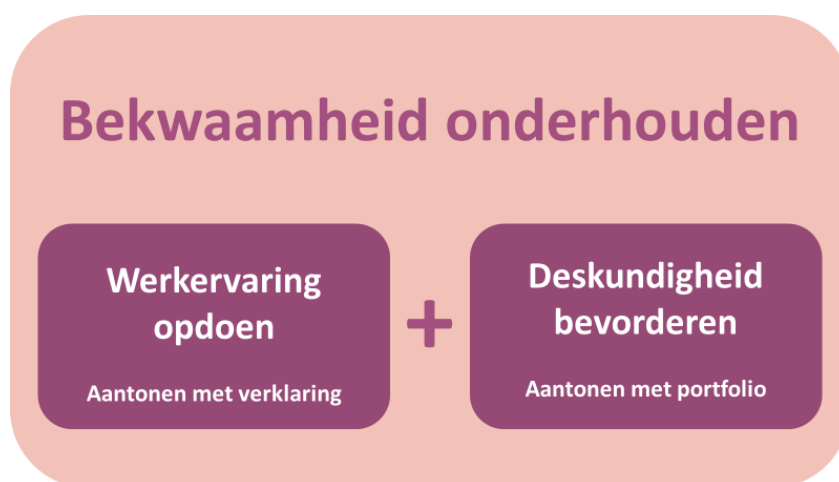 Bekwaamheid onderhouden
Werkervaring
opdoen
Aantonen met verklaring
+
Deskundigheid
bevorderen
Aantonen met portfolio